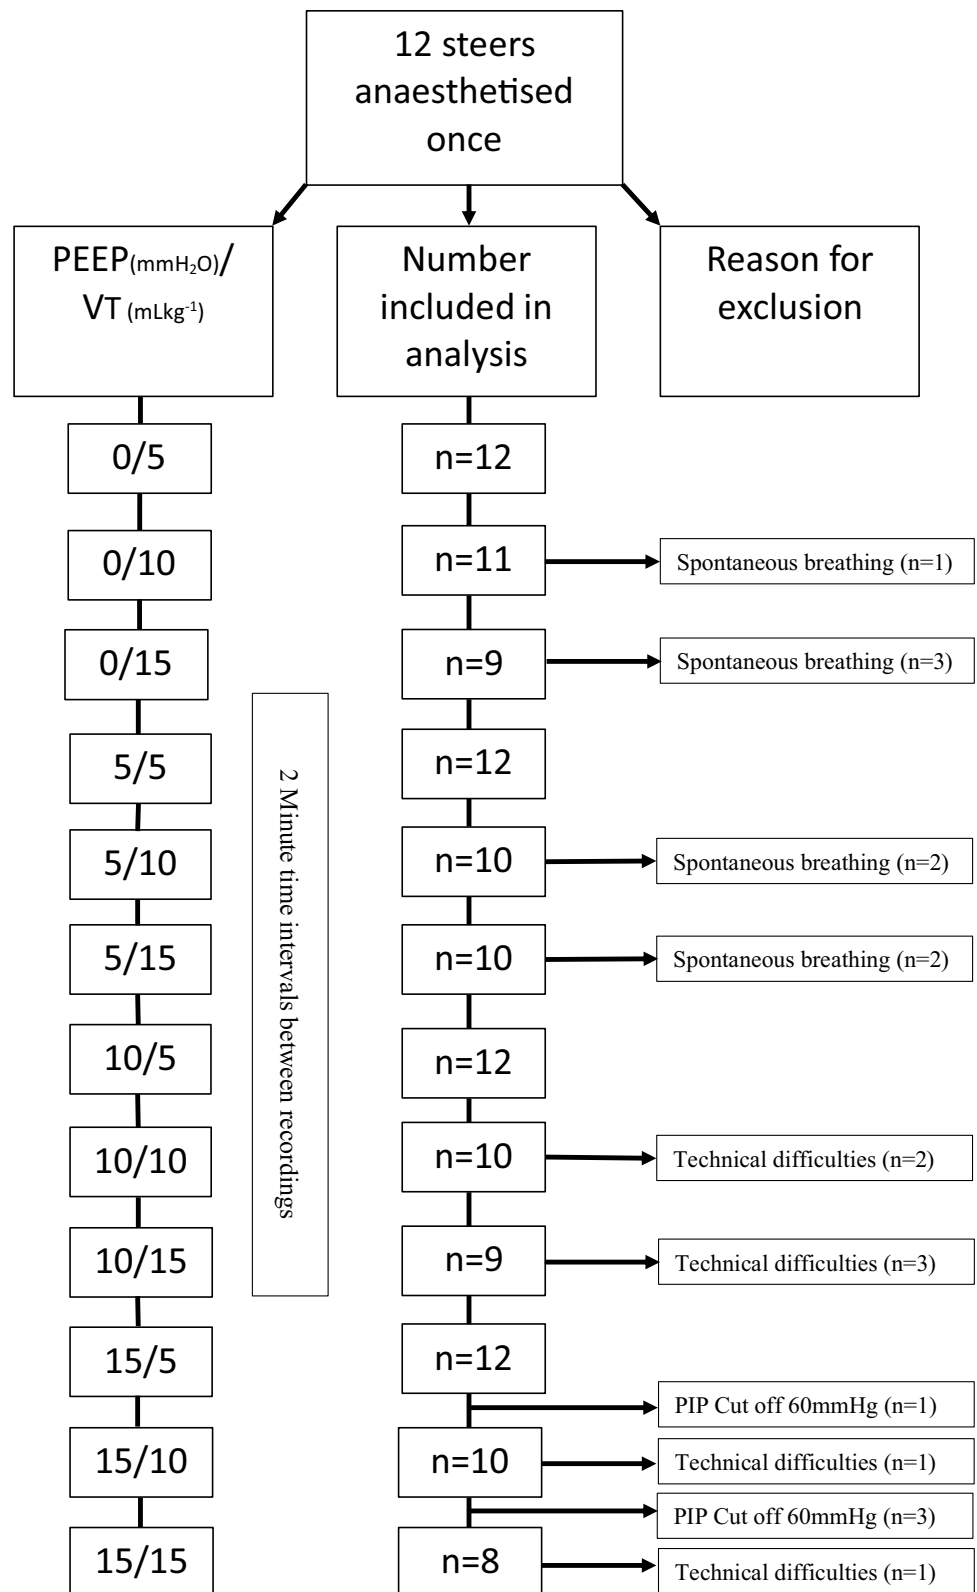 12 steers
anaesthetised
once
PEEP(mmH₂O)/
VT (mLkg⁻¹)
Number
included in
analysis
Reason for
exclusion
0/5
n=12
0/10
n=11
Spontaneous breathing (n=1)
0/15
n=9
Spontaneous breathing (n=3)
2 Minute time intervals between recordings
5/5
n=12
5/10
n=10
Spontaneous breathing (n=2)
5/15
n=10
Spontaneous breathing (n=2)
10/5
n=12
10/10
n=10
Technical difficulties (n=2)
10/15
n=9
Technical difficulties (n=3)
15/5
n=12
PIP Cut off 60mmHg (n=1)
15/10
n=10
Technical difficulties (n=1)
PIP Cut off 60mmHg (n=3)
15/15
n=8
Technical difficulties (n=1)